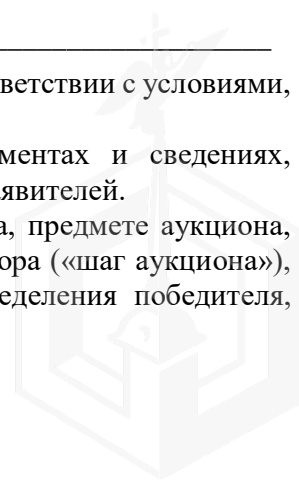 ветствии с условиями,
ментах и сведениях,
явителей.
а, предмете аукциона,
ора («шаг аукциона»),
еделения победителя,